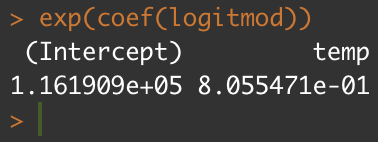 > exp(coef(logitmod))
 (Intercept)         temp
1.161909e+05 8.055471e-01
>